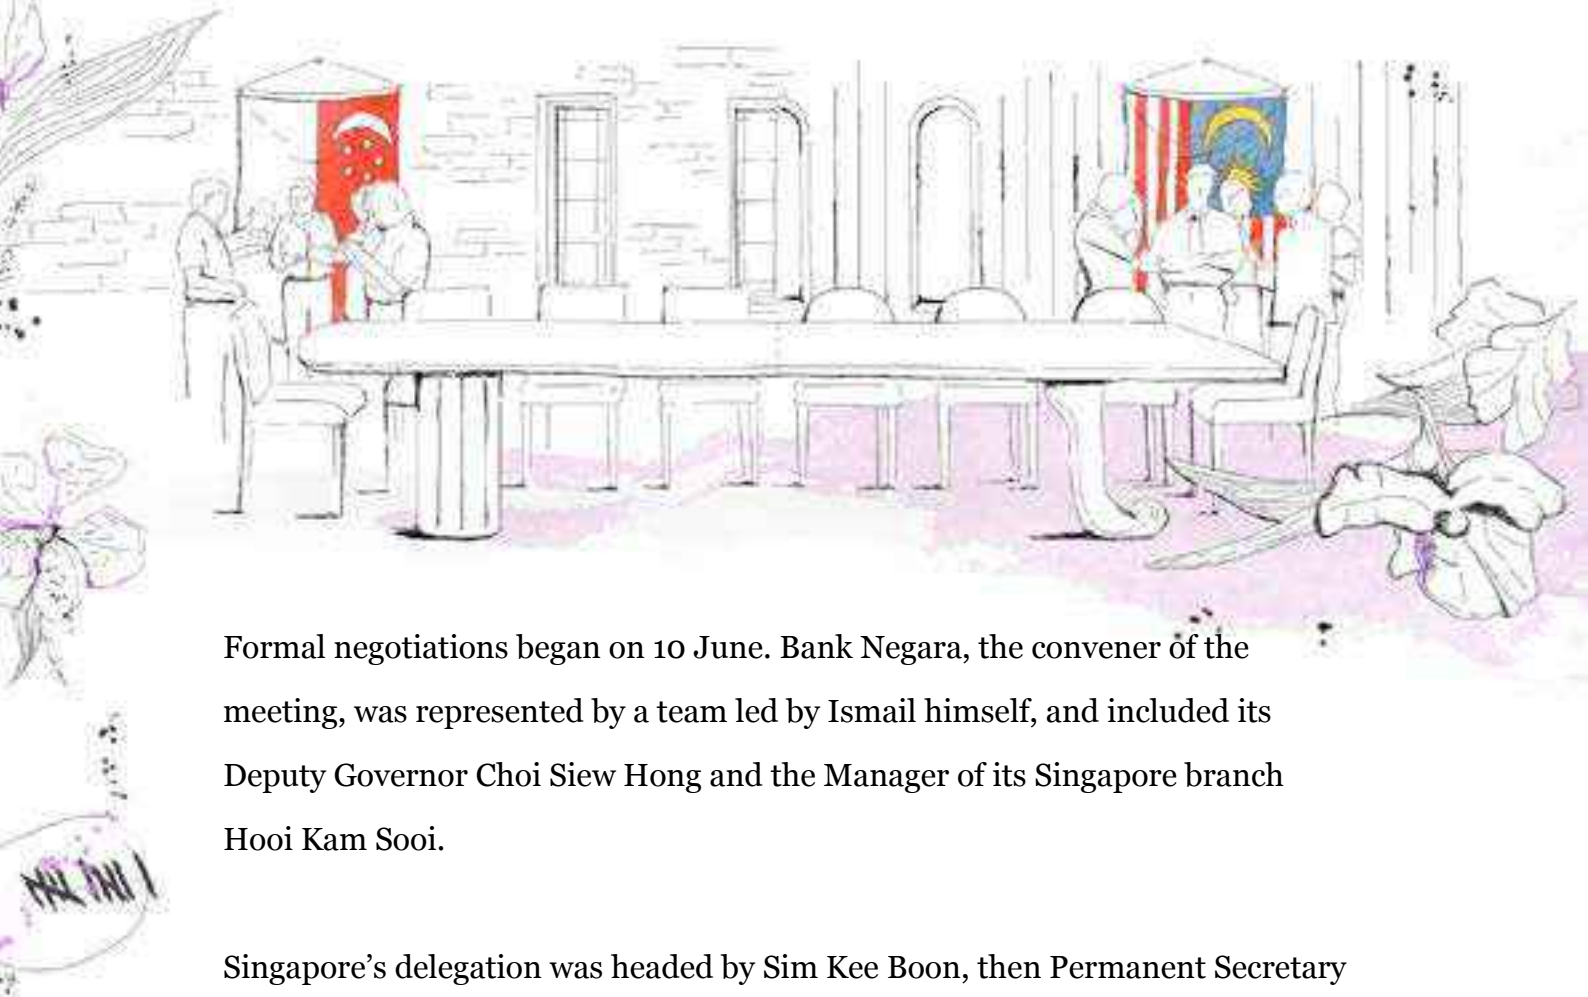 Formal negotiations began on 10 June. Bank Negara, the convener of the
meeting, was represented by a team led by Ismail himself, and included its
Deputy Governor Choi Siew Hong and the Manager of its Singapore branch
Hooi Kam Sooi.
Singapore’s delegation was headed by Sim Kee Boon, then Permanent Secretary